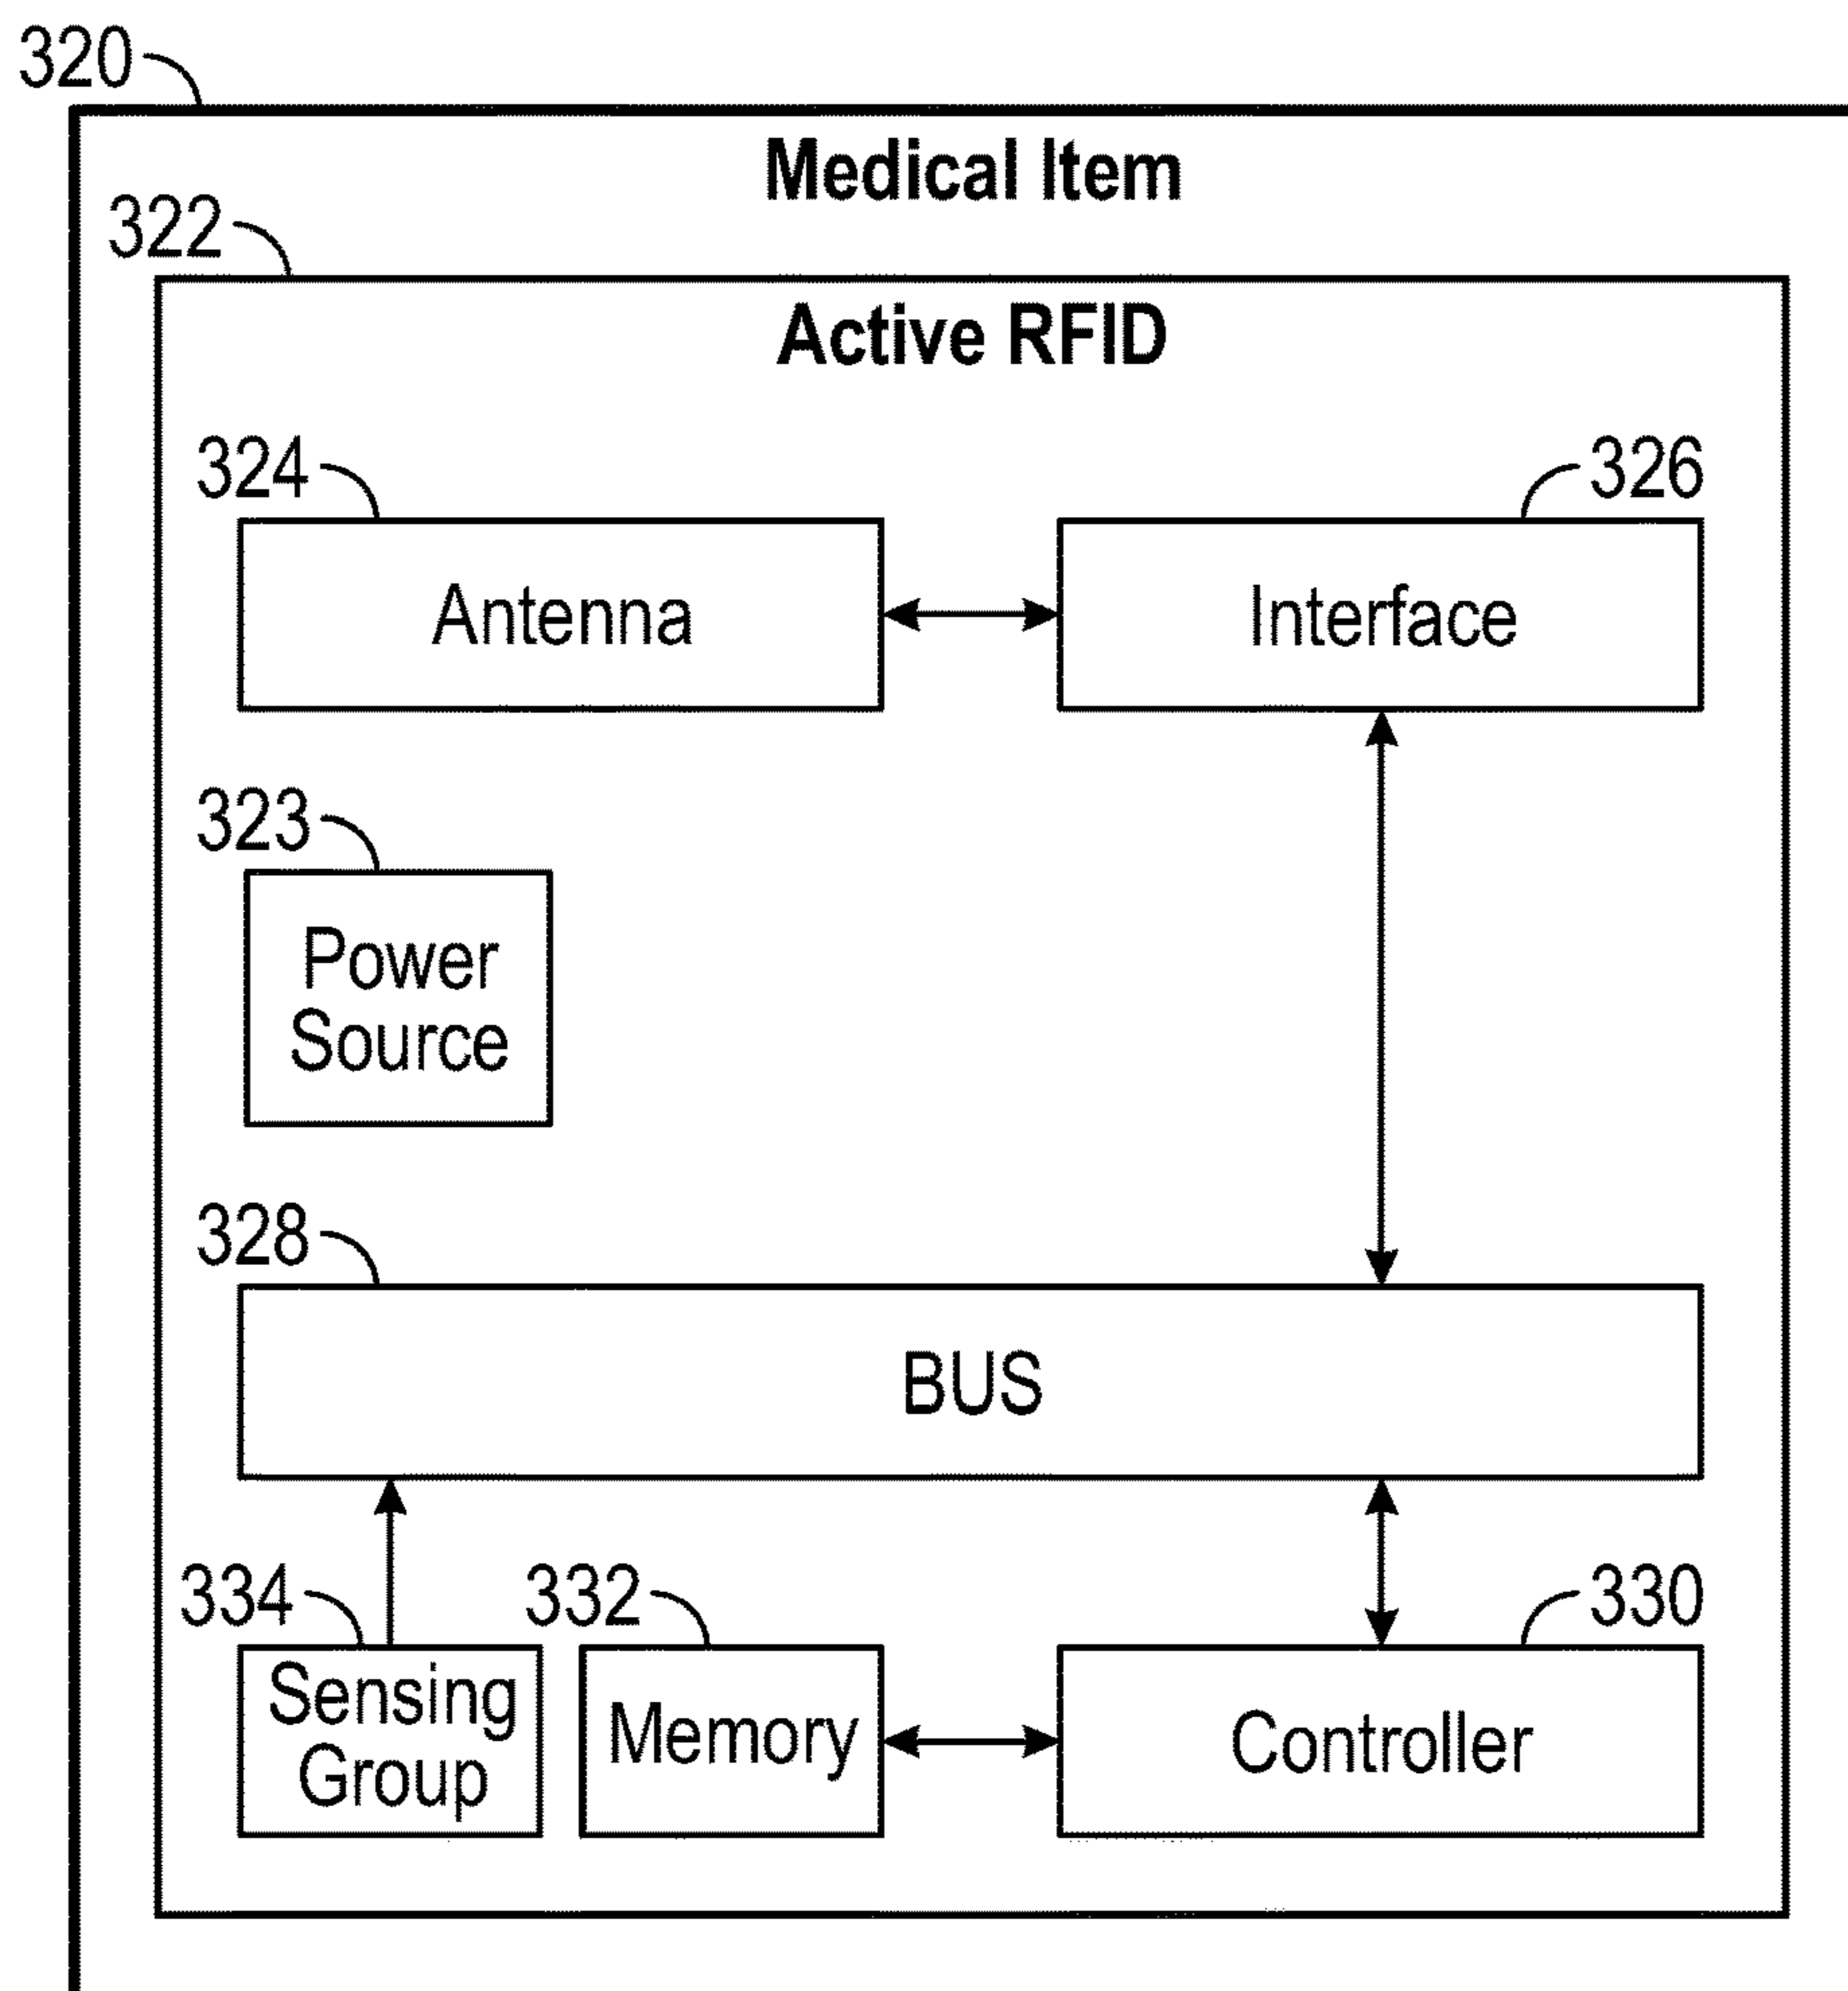 320
Medical Item
322
Active RFID
324
326
Antenna
Interface
323
Power
Source
328
BUS
334
332
330
Sensing
Group
Memory
Controller